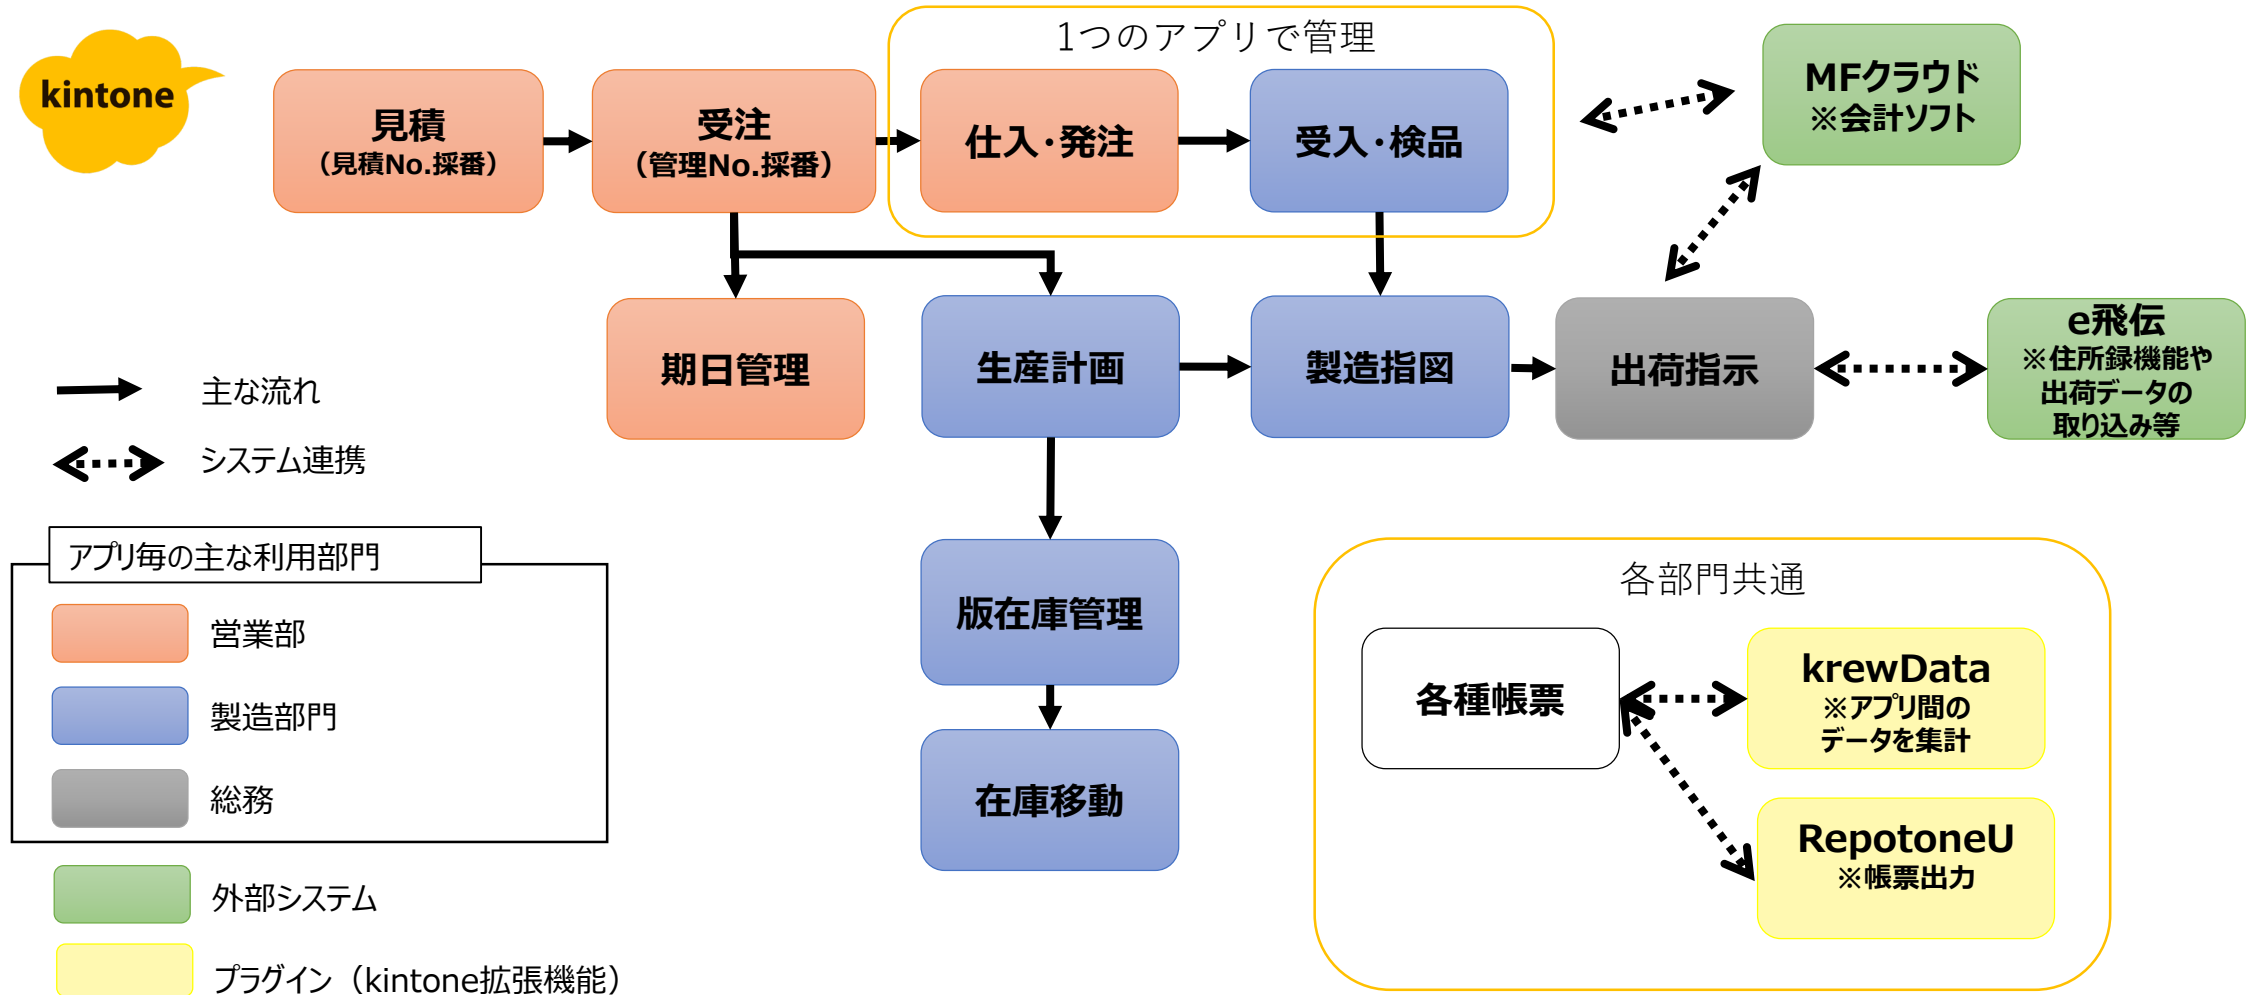 kintone
1つのアプリで管理
見積
（見積No.採番）
受注
（管理No.採番）
仕入・発注
受入・検品
MFクラウド
※会計ソフト
期日管理
生産計画
製造指図
出荷指示
e飛伝
※住所録機能や
出荷データの
取り込み等
主な流れ
システム連携
アプリ毎の主な利用部門
営業部
製造部門
総務
外部システム
プラグイン（kintone拡張機能）
版在庫管理
在庫移動
各部門共通
各種帳票
krewData
※アプリ間の
データを集計
RepotoneU
※帳票出力